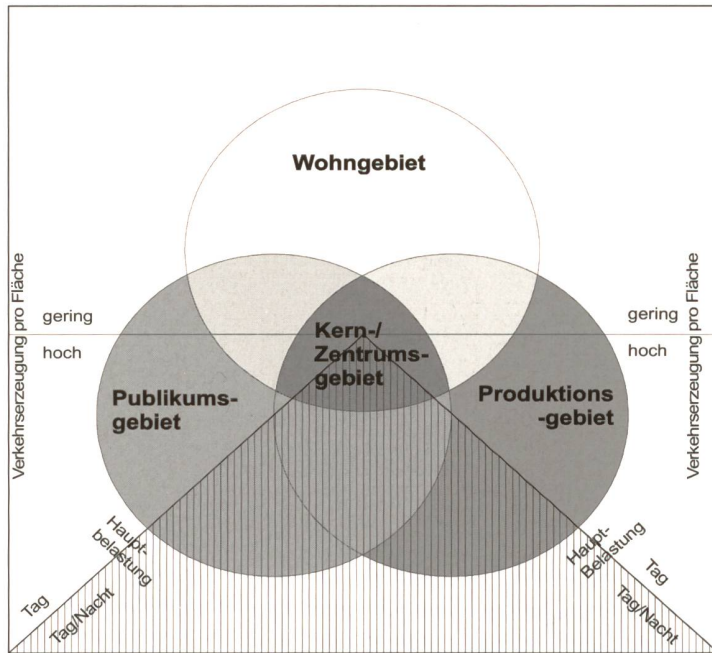 Wohngebiet
Verkehrserzeugung pro Fläche
gering
hoch
Kern-/
Zentrums-
gebiet
Publikums-
gebiet
Produktions
-gebiet
gering
hoch
Verkehrserzeugung pro Fläche
Haupt-
belastung
Tag
Tag/Nacht
Haupt-
Belastung
Tag
Tag/Nacht